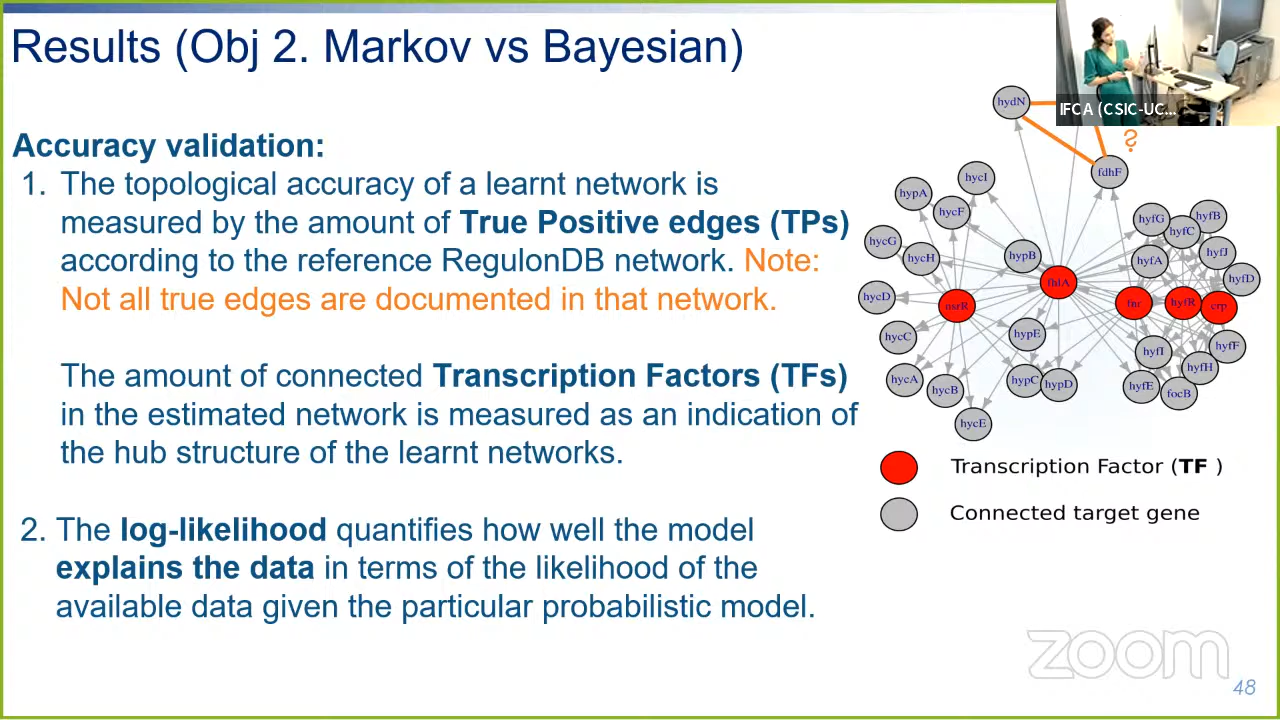 Results (Obj 2. Markov vs Bayesian)
IFCA (CSIC-UC...
Accuracy validation:
1. The topological accuracy of a learnt network is
measured by the amount of True Positive edges (TPs)
according to the reference RegulonDB network. Note:
Not all true edges are documented in that network.
The amount of connected Transcription Factors (TFs)
in the estimated network is measured as an indication of
the hub structure of the learnt networks.
2. The log-likelihood quantifies how well the model
explains the data in terms of the likelihood of the
available data given the particular probabilistic model.
hydN
?
fdhF
hycI
hypA
hycF
hycG
hycH
hypB
hycD
nsrR
fhlA
hycC
hypE
hycA
hycB
hypC
hypD
hycE
hyfG
hyfB
hyfC
hyfA
hyfJ
hyfD
fnr
hyfR
crp
hyfI
hyfF
hyfH
hyfE
focB
Transcription Factor (TF )
Connected target gene
zoom
48